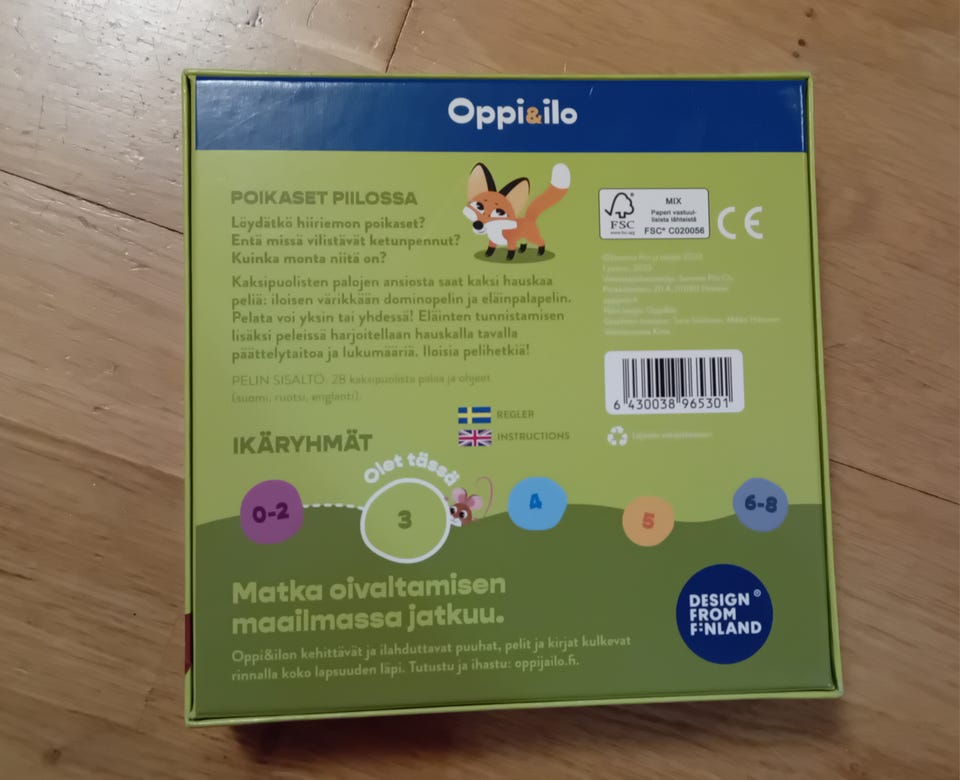 Oppi&ilo
POIKASET PIILOSSA
Löydätkö hiiriemon poikaset?
Entä missä vilistävät ketunpennut?
Kuinka monta niitä on?
Kaksipuolisten palojen ansiosta saat kaksi hauskaa
peliä: iloisen värikkään dominopelin ja eläinpalapelin.
Pelata voi yksin tai yhdessä! Eläinten tunnistamisen
lisäksi peleissä harjoitellaan hauskalla tavalla
päättelytaitoa ja lukumääriä. Iloisia pelihetkiä!
PELIN SISÄLTÖ: 28 kaksipuolista palaa ja ohjeet
(suomi, ruotsi, englanti).
REGLER
INSTRUCTIONS
FSC
www.fsc.org
MIX
Paperi vastuul-
lisista lähteistä
FSC® C020056
CE
6 430038 965301
IKÄRYHMÄT
Olet tässä
0-2
3
4
5
6-8
Matka oivaltamisen
maailmassa jatkuu.
Oppi&ilon kehittävät ja ilahduttavat puuhat, pelit ja kirjat kulkevat
rinnalla koko lapsuuden läpi. Tutustu ja ihastu: oppijailo.fi.
DESIGN ®
FROM
FINLAND